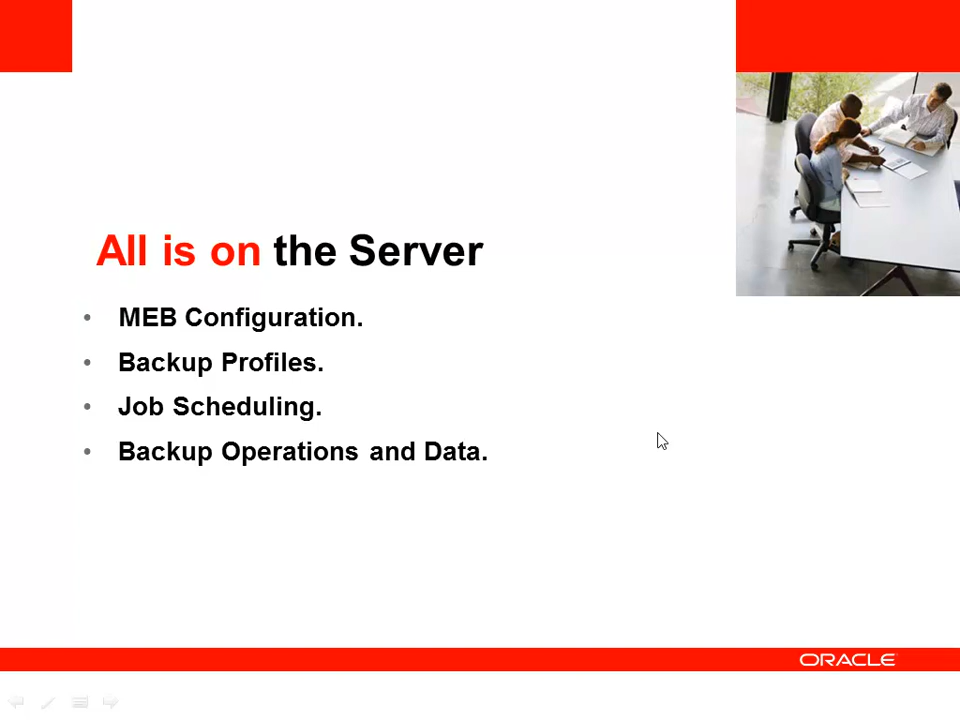 All is on the Server
• MEB Configuration.
• Backup Profiles.
• Job Scheduling.
• Backup Operations and Data.
ORACLE